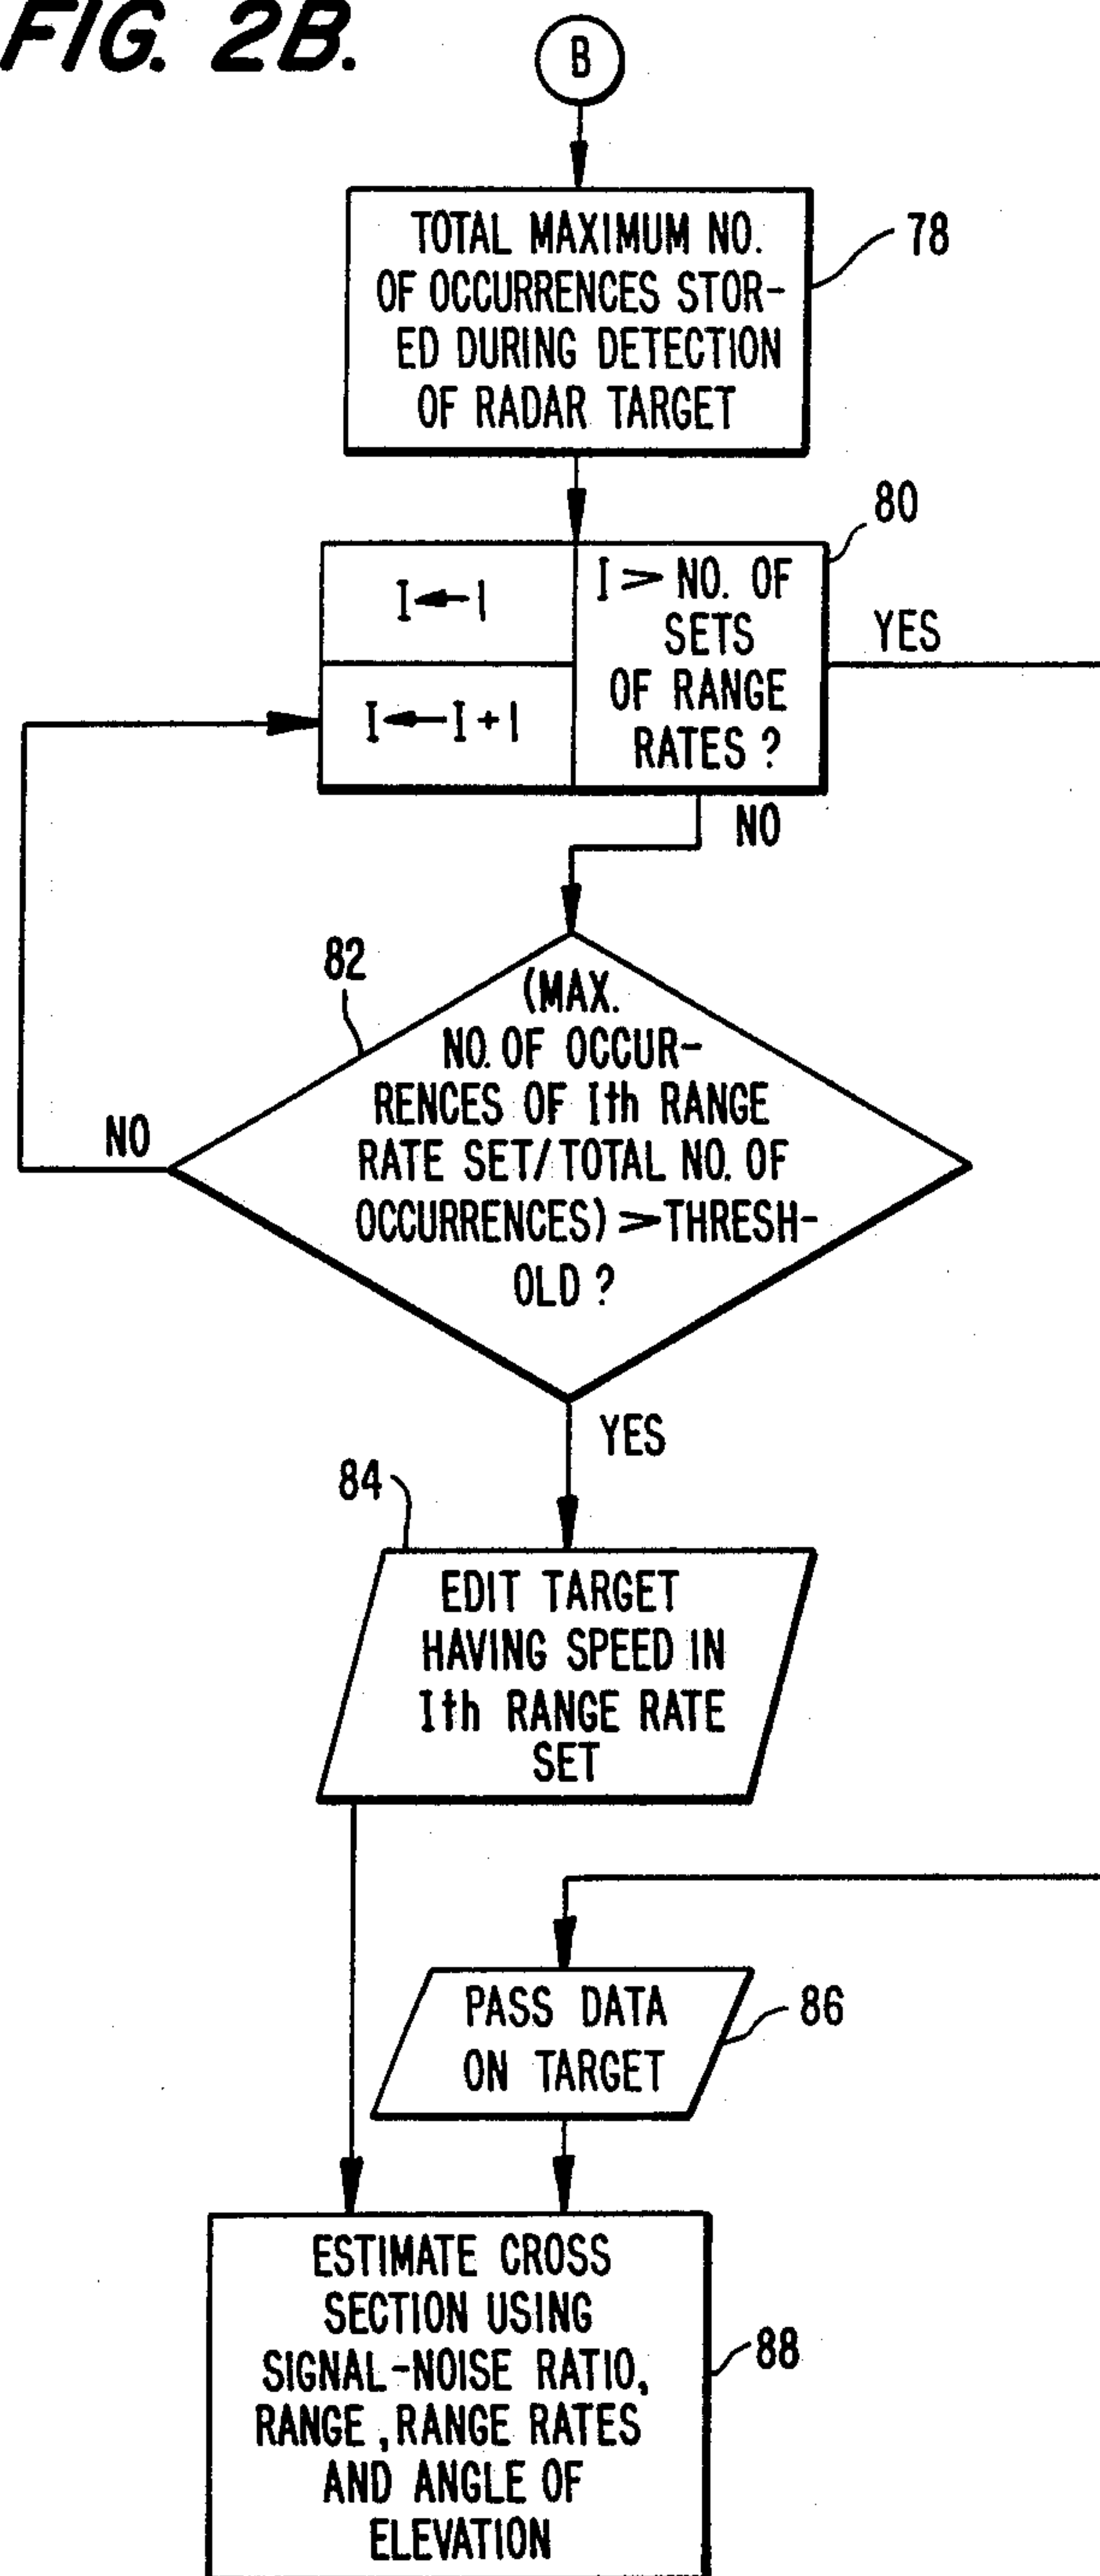 FIG. 2B.
B
TOTAL MAXIMUM NO.
OF OCCURRENCES STOR-
ED DURING DETECTION
OF RADAR TARGET
78
80
I←1
I←I+1
I > NO. OF
SETS
OF RANGE
RATES ?
YES
NO
82
(MAX.
NO. OF OCCUR-
RENCES OF Ith RANGE
RATE SET/TOTAL NO. OF
OCCURRENCES) > THRESH-
OLD ?
NO
YES
84
EDIT TARGET
HAVING SPEED IN
Ith RANGE RATE
SET
PASS DATA
ON TARGET
86
ESTIMATE CROSS
SECTION USING
SIGNAL-NOISE RATIO,
RANGE, RANGE RATES
AND ANGLE OF
ELEVATION
88